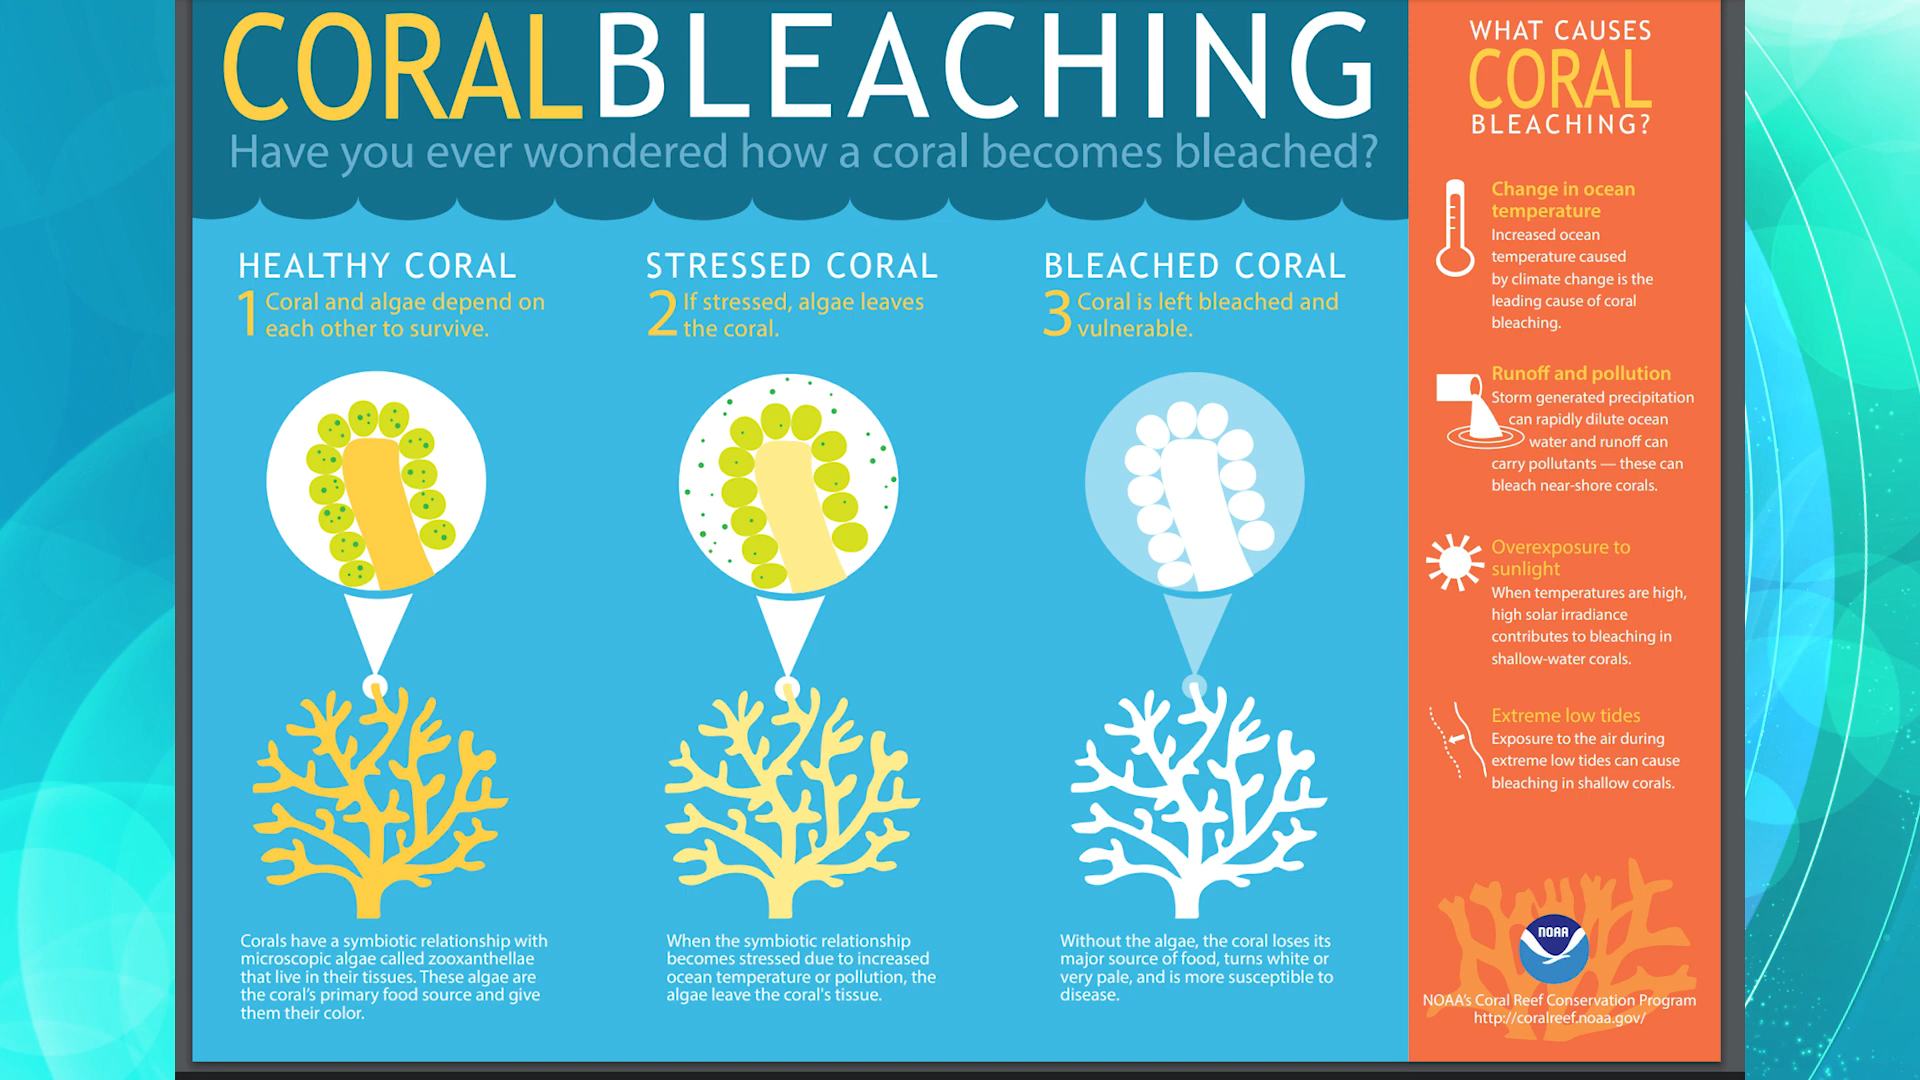 CORALBLEACHING
Have you ever wondered how a coral becomes bleached?
HEALTHY CORAL
1 Coral and algae depend on
each other to survive.
Corals have a symbiotic relationship with
microscopic algae called zooxanthellae
that live in their tissues. These algae are
the coral's primary food source and give
them their color.
STRESSED CORAL
2 If stressed, algae leaves
the coral.
When the symbiotic relationship
becomes stressed due to increased
ocean temperature or pollution, the
algae leave the coral's tissue.
BLEACHED CORAL
3 Coral is left bleached and
vulnerable.
Without the algae, the coral loses its
major source of food, turns white or
very pale, and is more susceptible to
disease.
WHAT CAUSES
CORAL
BLEACHING?
Change in ocean
temperature
Increased ocean
temperature caused
by climate change is the
leading cause of coral
bleaching.
Runoff and pollution
Storm generated precipitation
can rapidly dilute ocean
water and runoff can
carry pollutants — these can
bleach near-shore corals.
Overexposure to
sunlight
When temperatures are high,
high solar irradiance
contributes to bleaching in
shallow-water corals.
Extreme low tides
Exposure to the air during
extreme low tides can cause
bleaching in shallow corals.
NOAA
NOAA's Coral Reef Conservation Program
http://coralreef.noaa.gov/